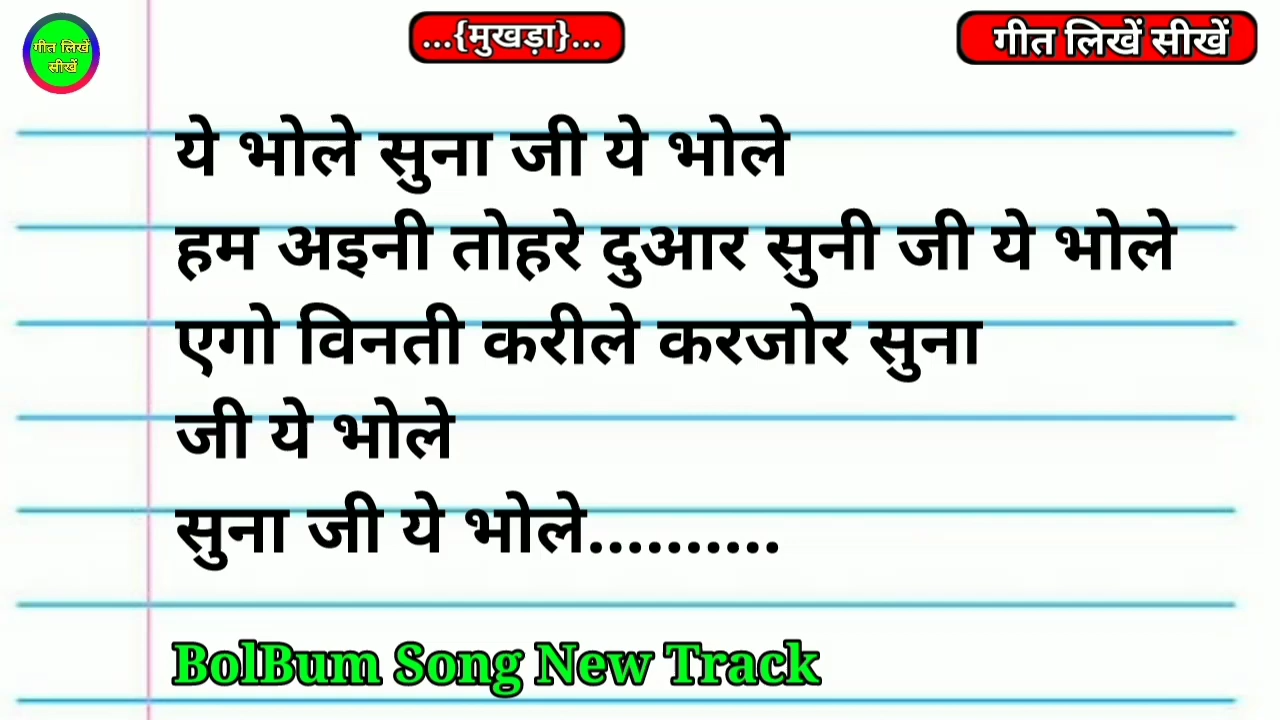 गीत लिखें
सीखें
...{मुखड़ा}...
गीत लिखें सीखें
ये भोले सुना जी ये भोले
हम अइनी तोहरे दुआर सुनी जी ये भोले
एगो विनती करीले करजोर सुना
जी ये भोले
सुना जी ये भोले..........
BolBum Song New Track